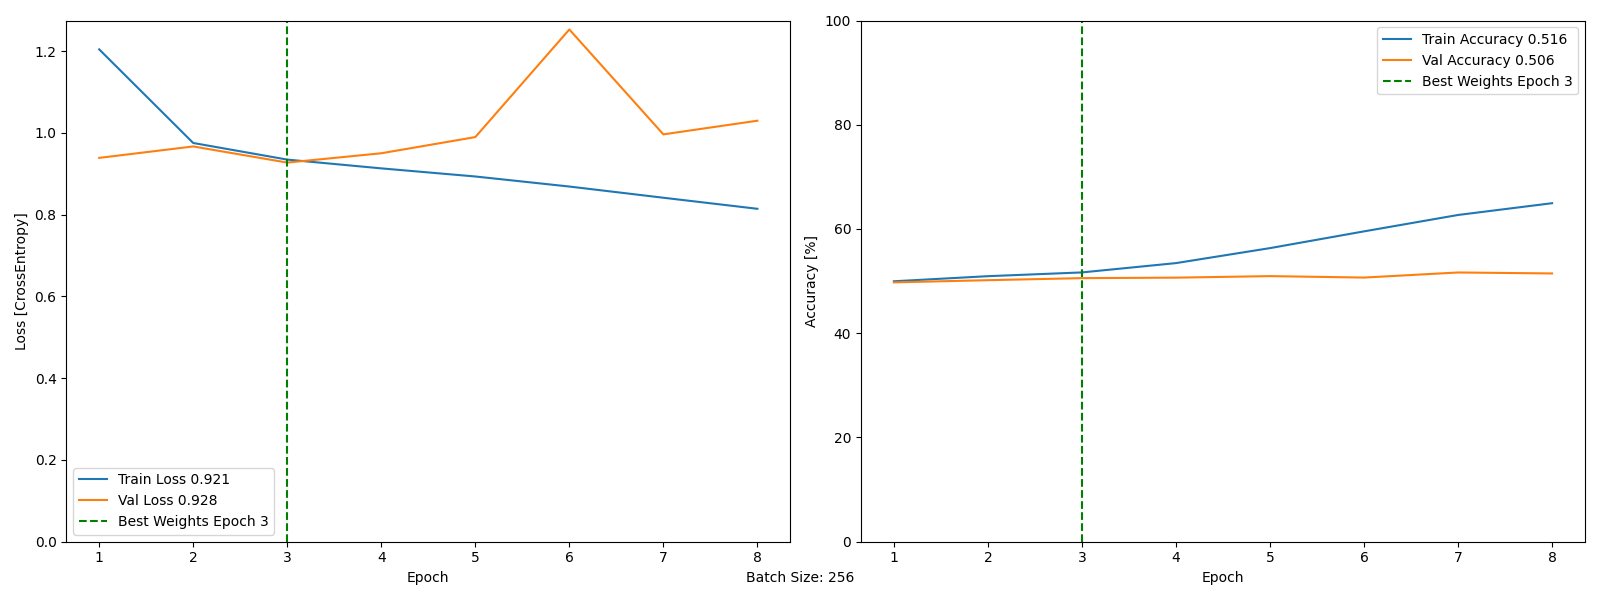 1.2
1.0
0.8
0.6
0.4
0.2
0.0
Loss [CrossEntropy]
Train Loss 0.921
Val Loss 0.928
Best Weights Epoch 3
1 2 3 4 5 6 7 8
Epoch
100
80
60
40
20
0
Accuracy [%]
Train Accuracy 0.516
Val Accuracy 0.506
Best Weights Epoch 3
1 2 3 4 5 6 7 8
Epoch
Batch Size: 256